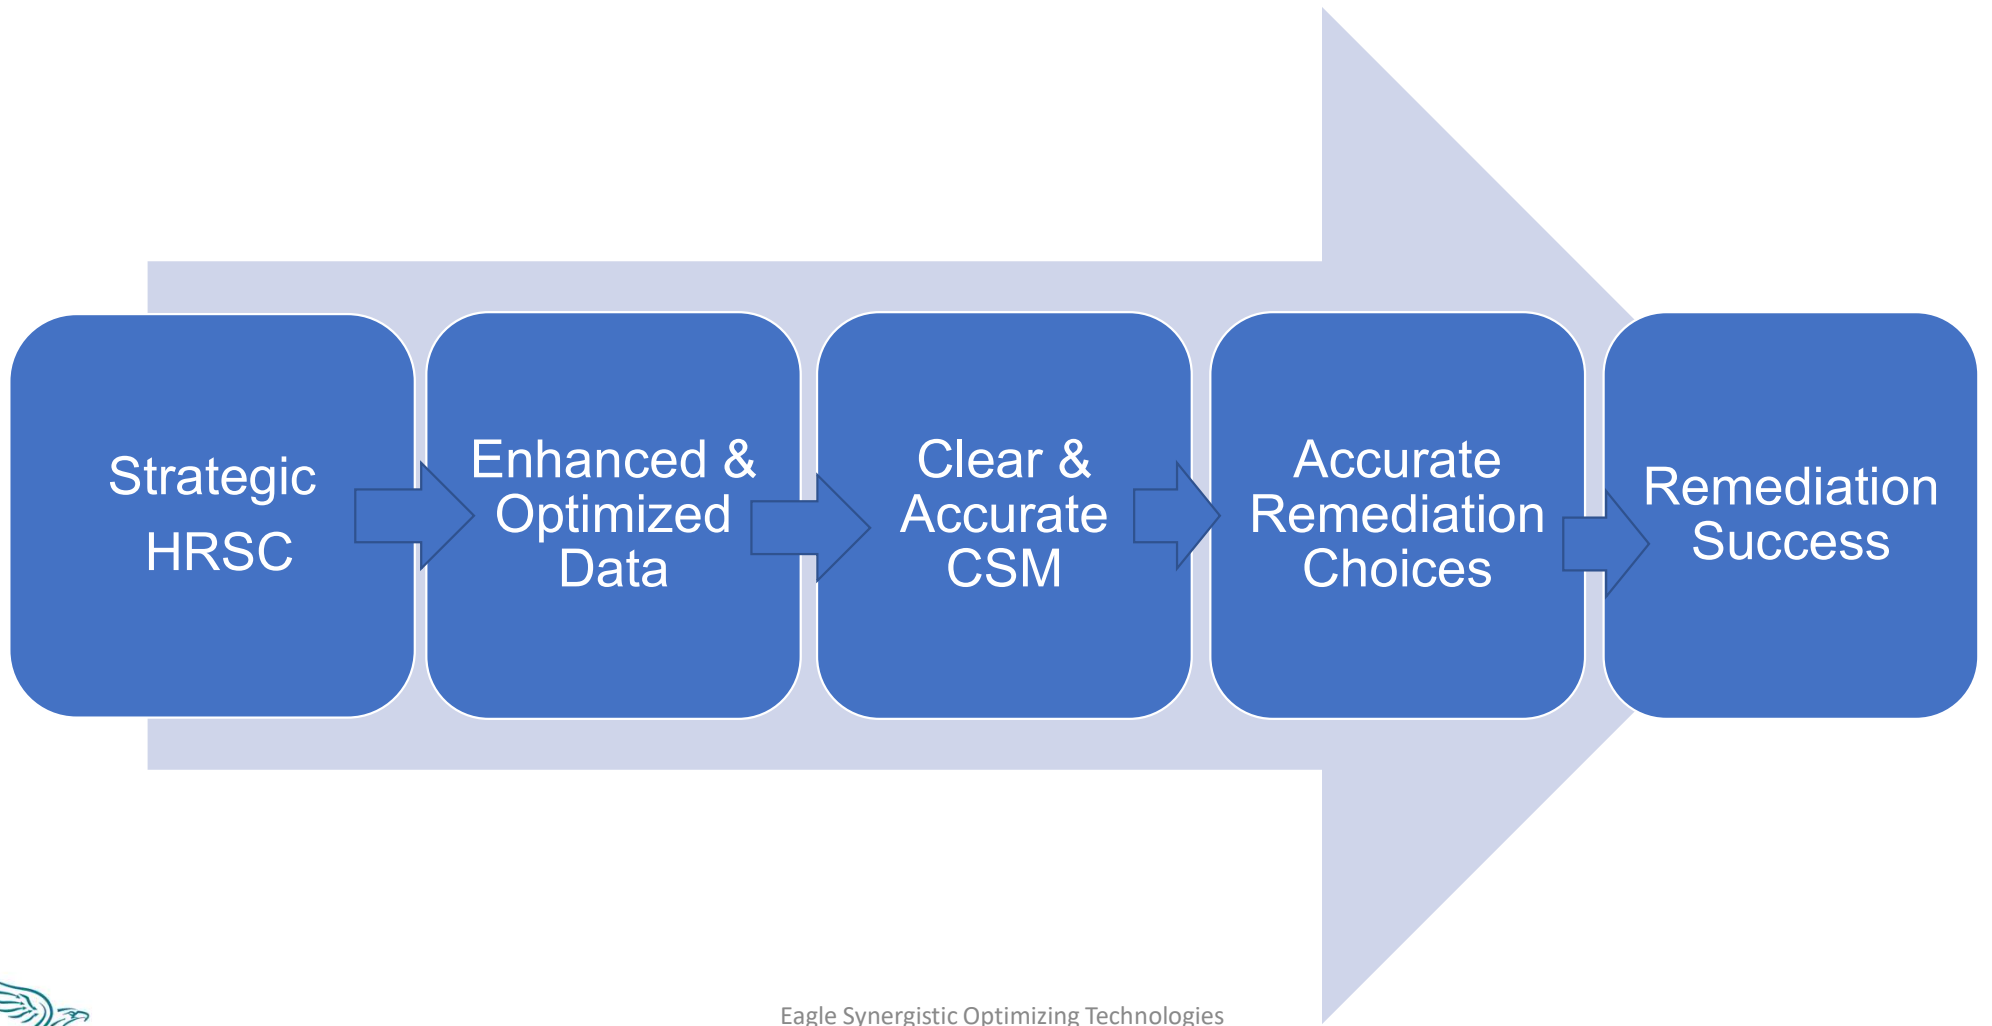 Strategic
HRSC
Enhanced &
Optimized
Data
Clear &
Accurate
CSM
Accurate
Remediation
Choices
Remediation
Success
Eagle Synergistic Optimizing Technologies